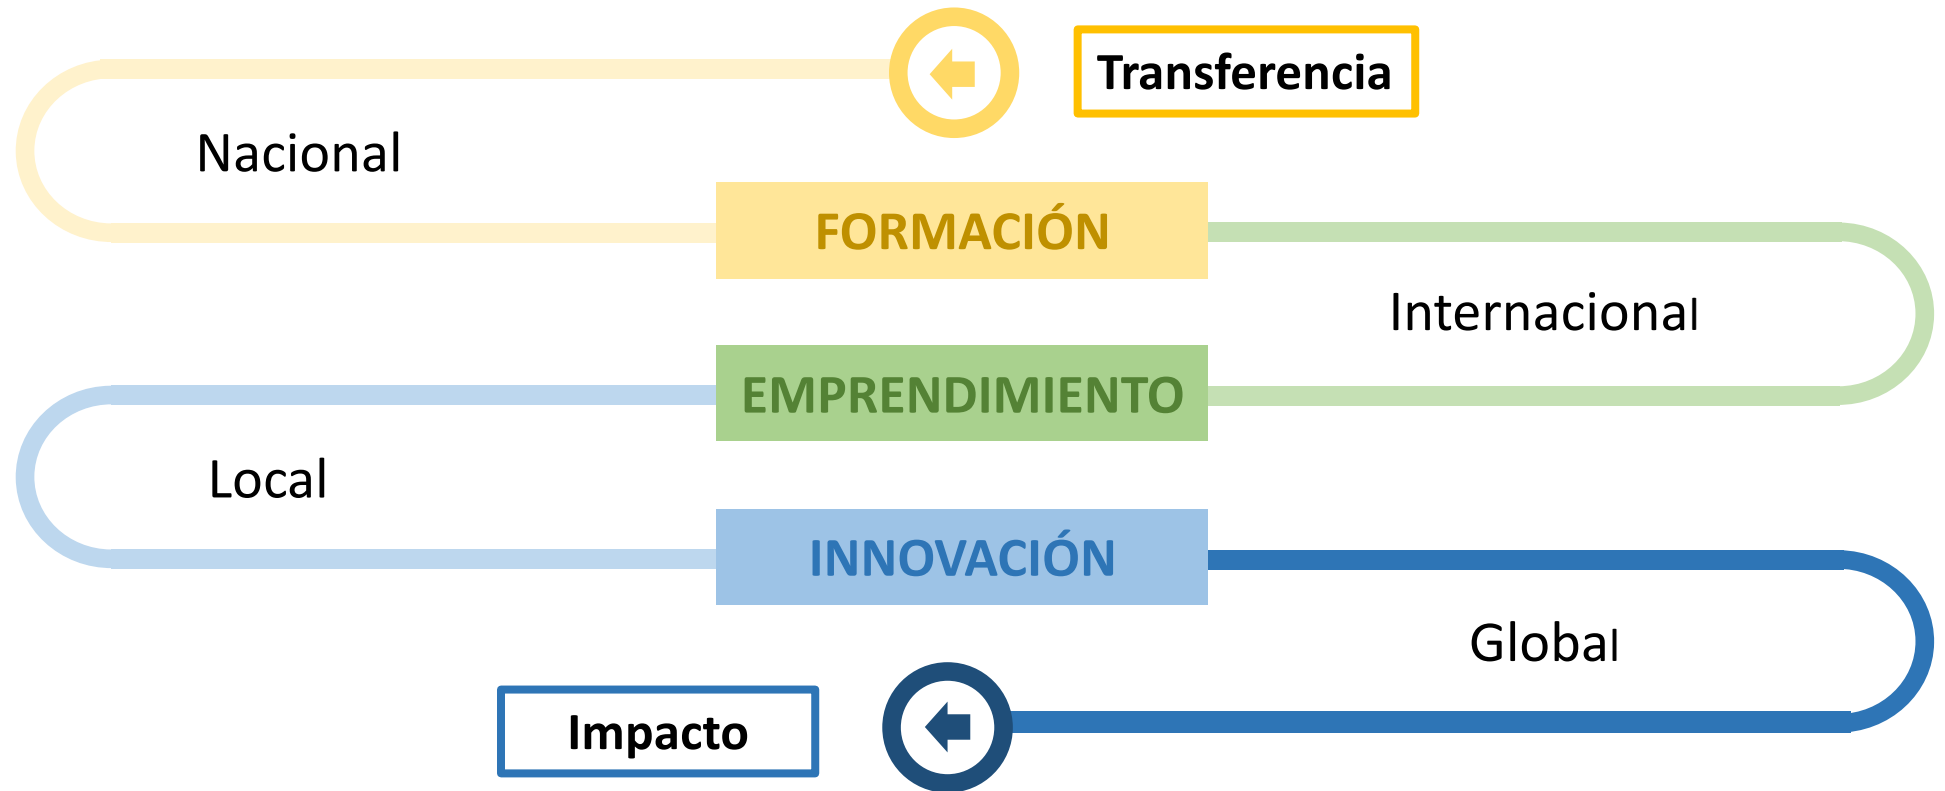 Transferencia
Nacional
FORMACIÓN
Internacional
EMPRENDIMIENTO
Local
INNOVACIÓN
Global
Impacto